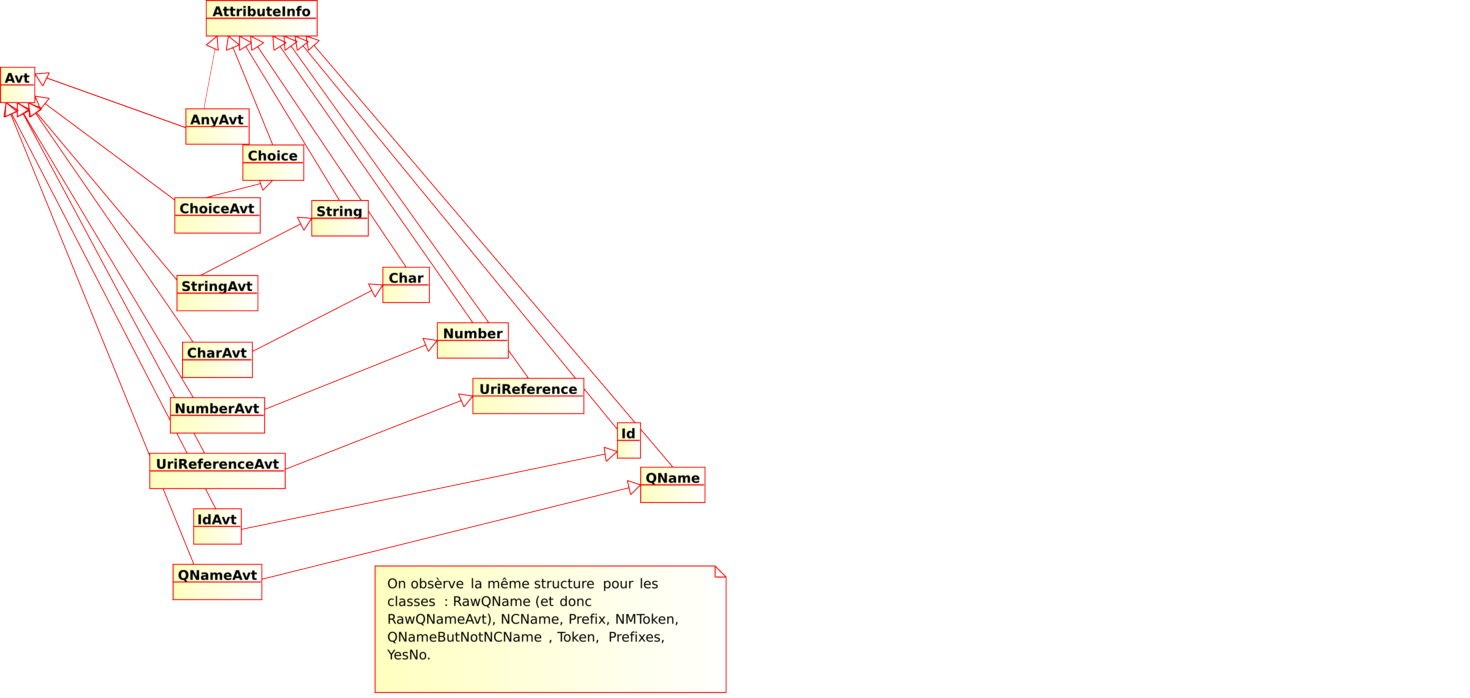 AttributeInfo
Avt
AnyAvt
Choice
ChoiceAvt
String
StringAvt
Char
CharAvt
Number
NumberAvt
UriReference
UriReferenceAvt
Id
IdAvt
QName
QNameAvt
On obsèrve la même structure pour les
classes : RawQName (et donc
RawQNameAvt), NCName, Prefix, NMToken,
QNameButNotNCName , Token, Prefixes,
YesNo.